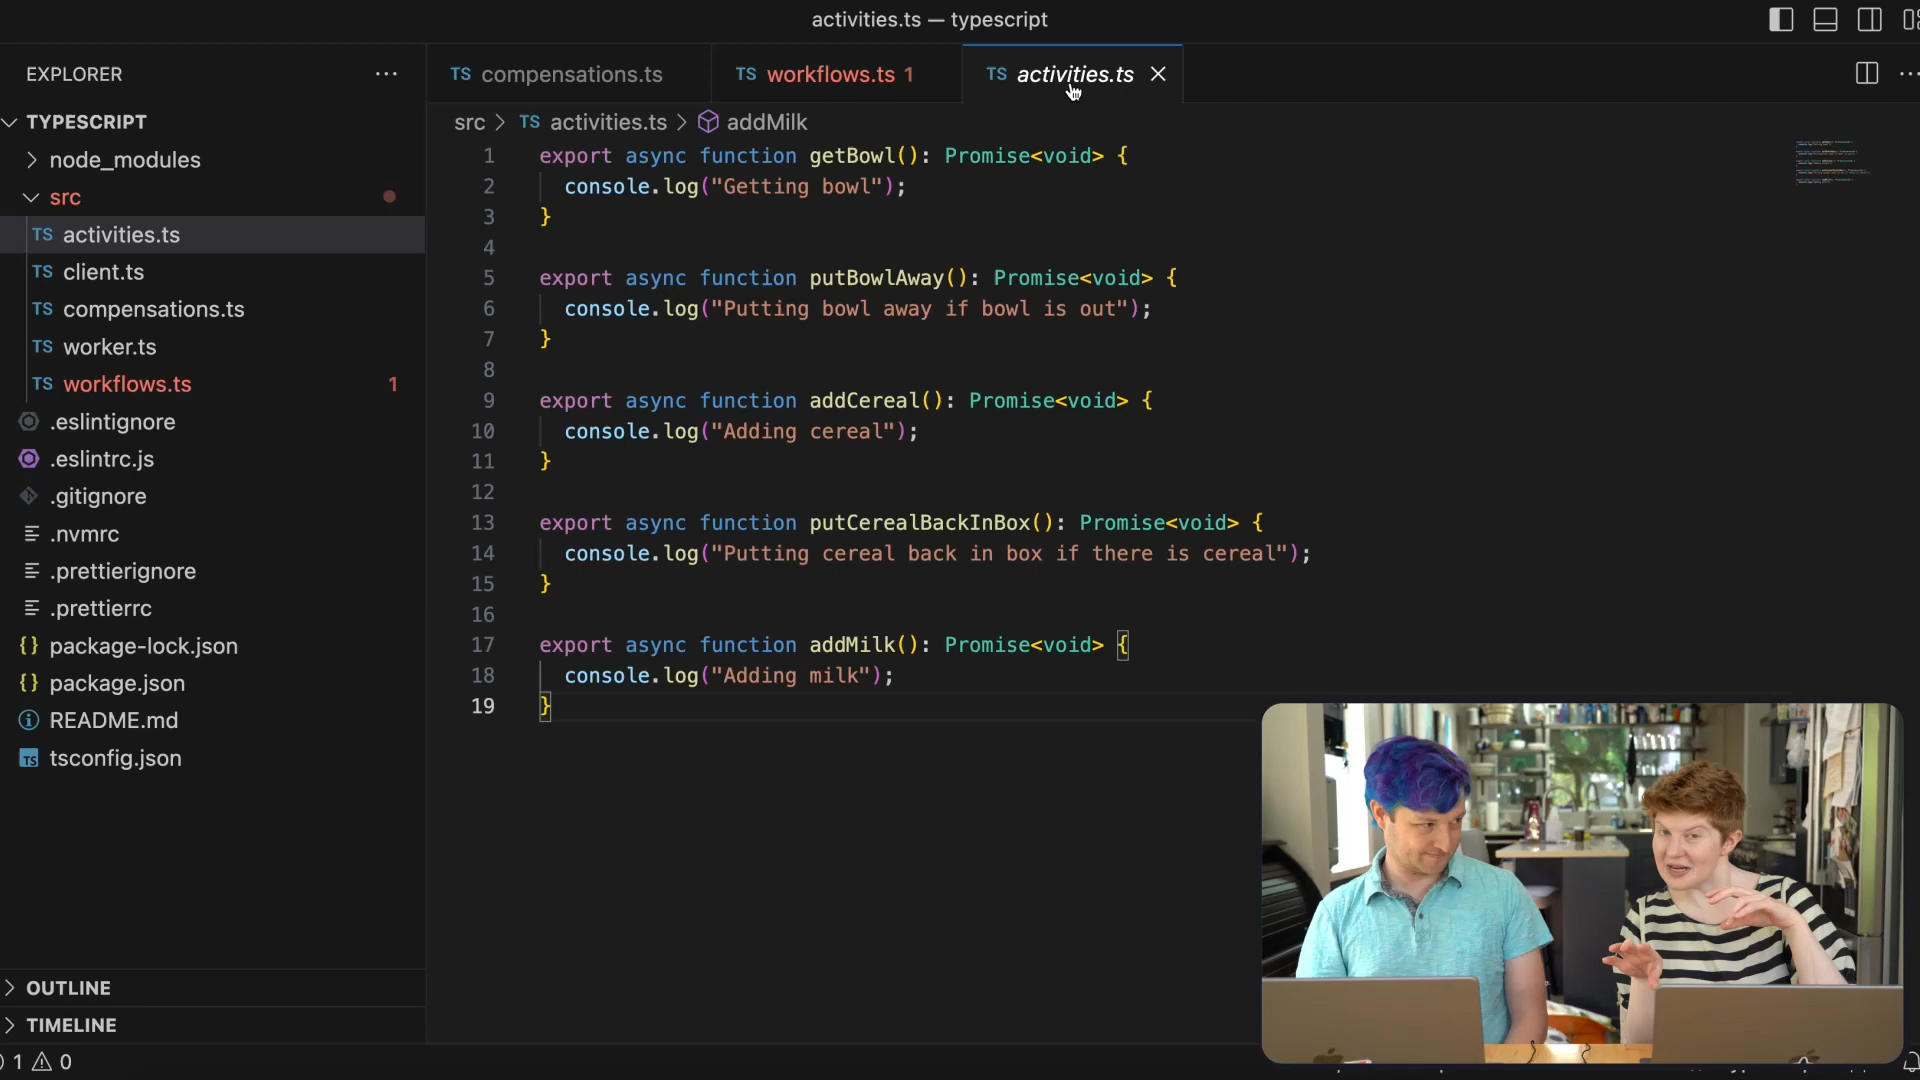 activities.ts — typescript
EXPLORER
TYPESCRIPT
node_modules
src
TS activities.ts
TS client.ts
TS compensations.ts
TS worker.ts
TS workflows.ts 1
.eslintignore
.eslintrc.js
.gitignore
.nvmrc
.prettierignore
.prettierrc
{} package-lock.json
{} package.json
README.md
TS tsconfig.json
OUTLINE
TIMELINE
1 0
TS compensations.ts
TS workflows.ts 1
TS activities.ts
src > TS activities.ts > addMilk
1 export async function getBowl(): Promise<void> {
2 console.log("Getting bowl");
3 }
4
5 export async function putBowlAway(): Promise<void> {
6 console.log("Putting bowl away if bowl is out");
7 }
8
9 export async function addCereal(): Promise<void> {
10 console.log("Adding cereal");
11 }
12
13 export async function putCerealBackInBox(): Promise<void> {
14 console.log("Putting cereal back in box if there is cereal");
15 }
16
17 export async function addMilk(): Promise<void> {
18 console.log("Adding milk");
19 }